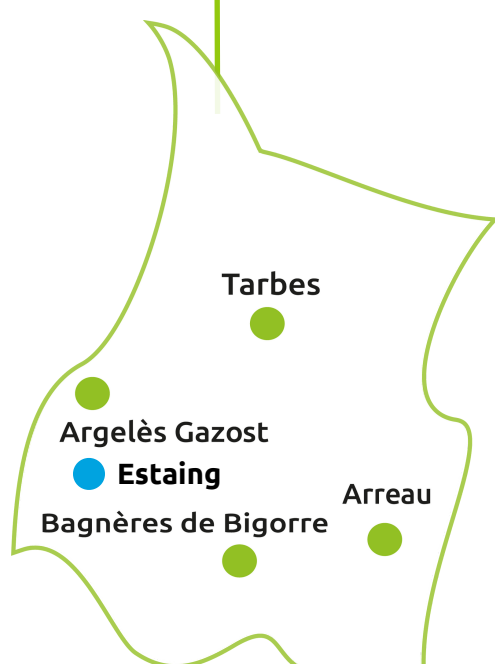 Tarbes
Argelès Gazost
Estaing
Arreau
Bagnères de Bigorre